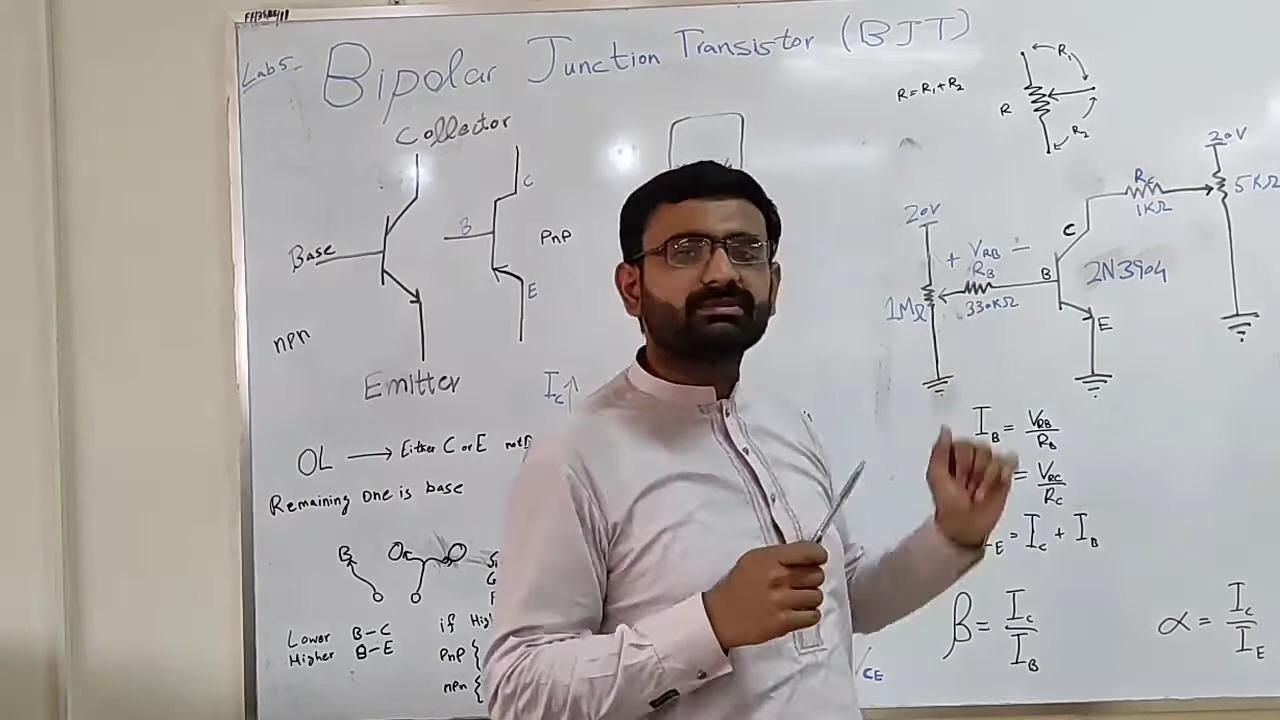 Lab 5-
Bipolar Junction Transistor (BJT)
Collector
Base
npn
Emitter
C
B
PnP
E
Ic↑
OL → Either C or E
Remaining one is base
B
Lower B-C
Higher B-E
if
PnP {
npn {
CE
R=R1+R2
R
R1
R2
20V
1MΩ
+ VRB -
RB
330KΩ
B
C
E
2N3904
Rc
1KΩ
20V
5KΩ
IB = VRB/RB
= VRC/RC
E = Ic + IB
β = Ic/IB
α = Ic/IE